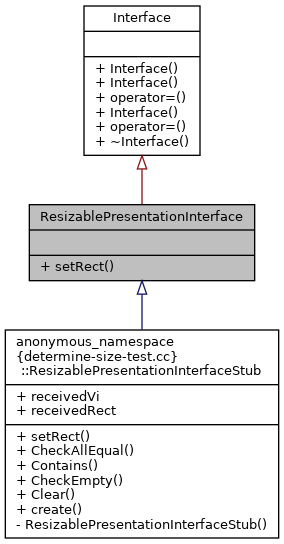 Interface
+ Interface()
+ Interface()
+ operator=()
+ Interface()
+ operator=()
+ ~Interface()
ResizablePresentationInterface
+ setRect()
anonymous_namespace
{determine-size-test.cc}
::ResizablePresentationInterfaceStub
+ receivedVi
+ receivedRect
+ setRect()
+ CheckAllEqual()
+ Contains()
+ CheckEmpty()
+ Clear()
+ create()
- ResizablePresentationInterfaceStub()